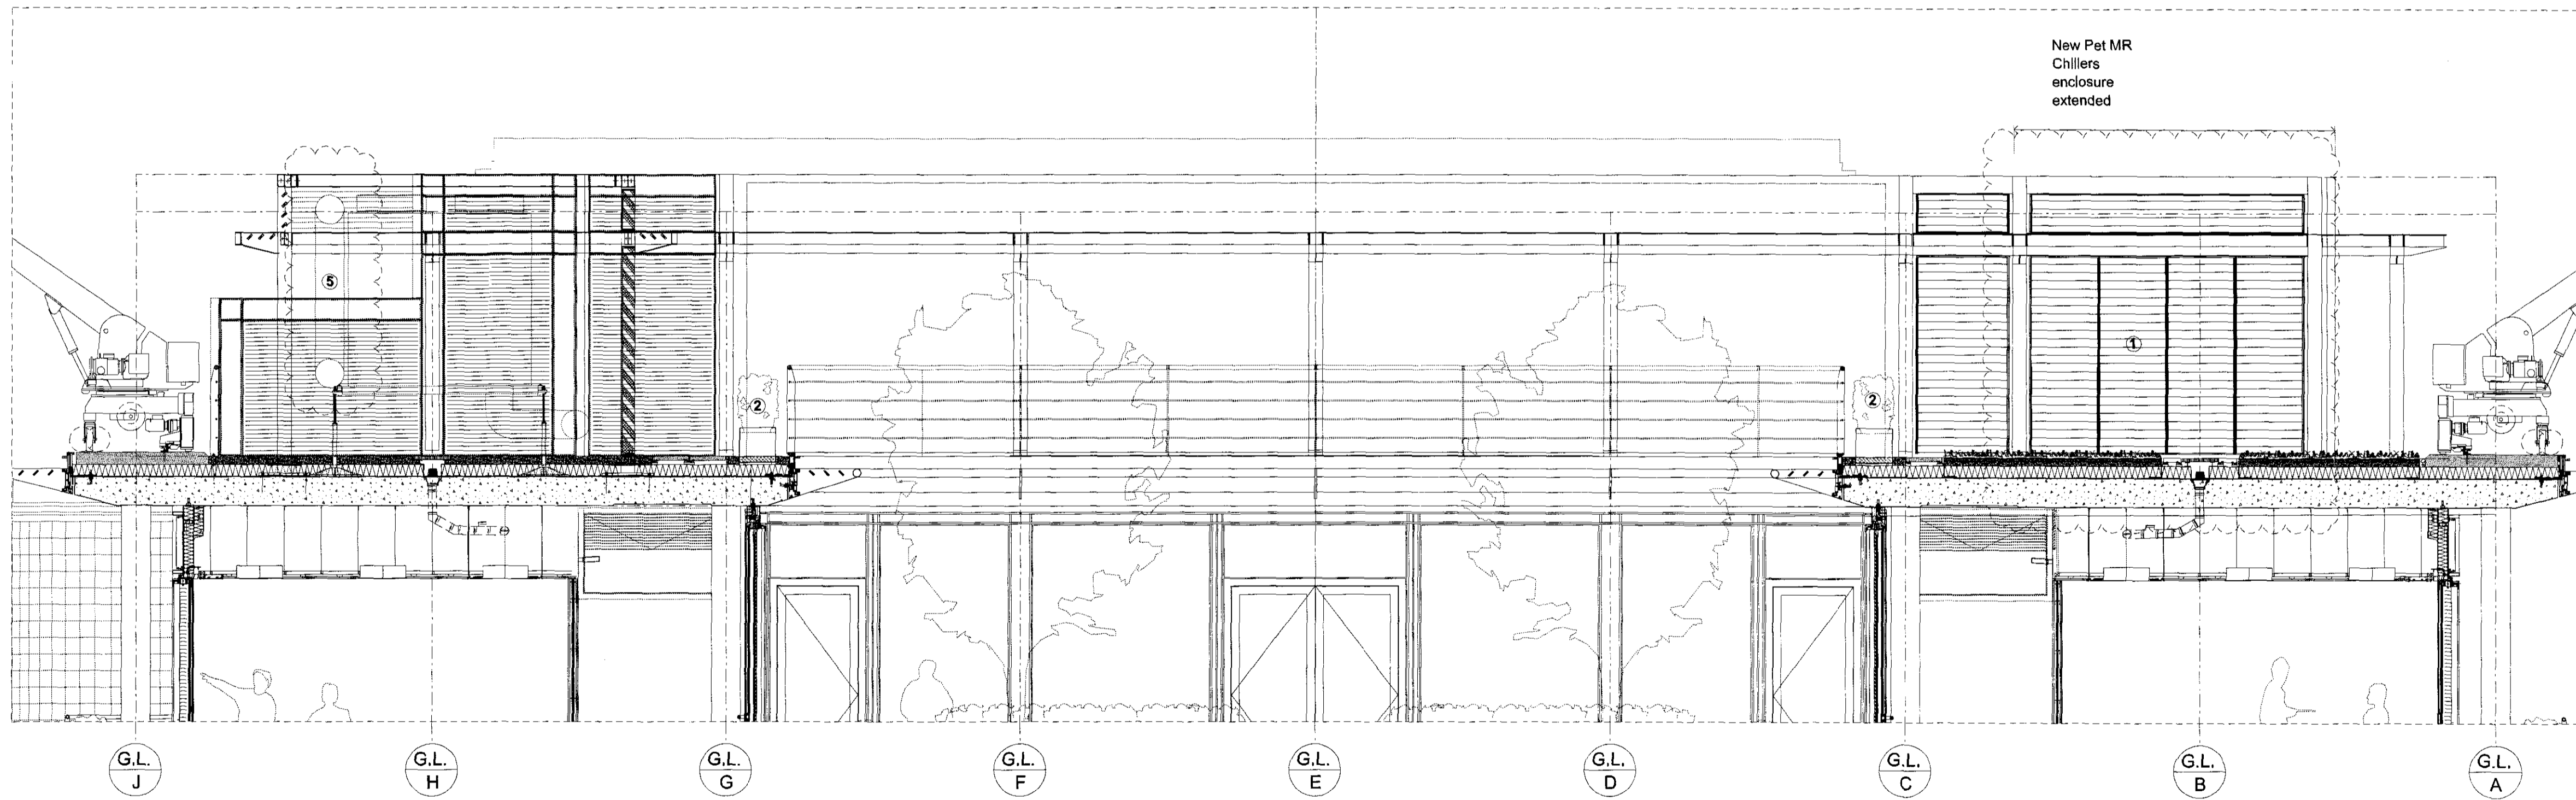 New Pet MR
Chillers
enclosure
extended
5
1
2
2
G.L.
J
G.L.
H
G.L.
G
G.L.
F
G.L.
E
G.L.
D
G.L.
C
G.L.
B
G.L.
A